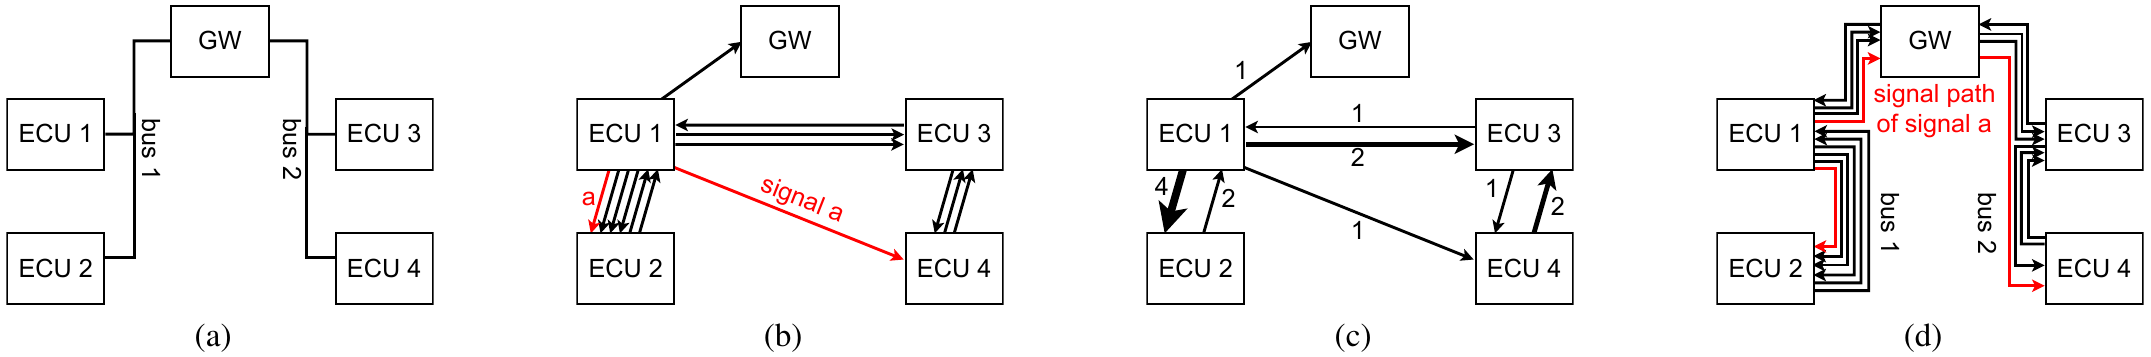 GW
ECU 1
bus 1
bus 2
ECU 3
ECU 2
ECU 4
(a)
GW
ECU 1
ECU 3
a
signal a
ECU 2
ECU 4
(b)
GW
1
ECU 1
1
2
ECU 3
4
2
1
1
2
ECU 2
ECU 4
(c)
GW
signal path
of signal a
ECU 1
ECU 3
bus 1
bus 2
ECU 2
ECU 4
(d)